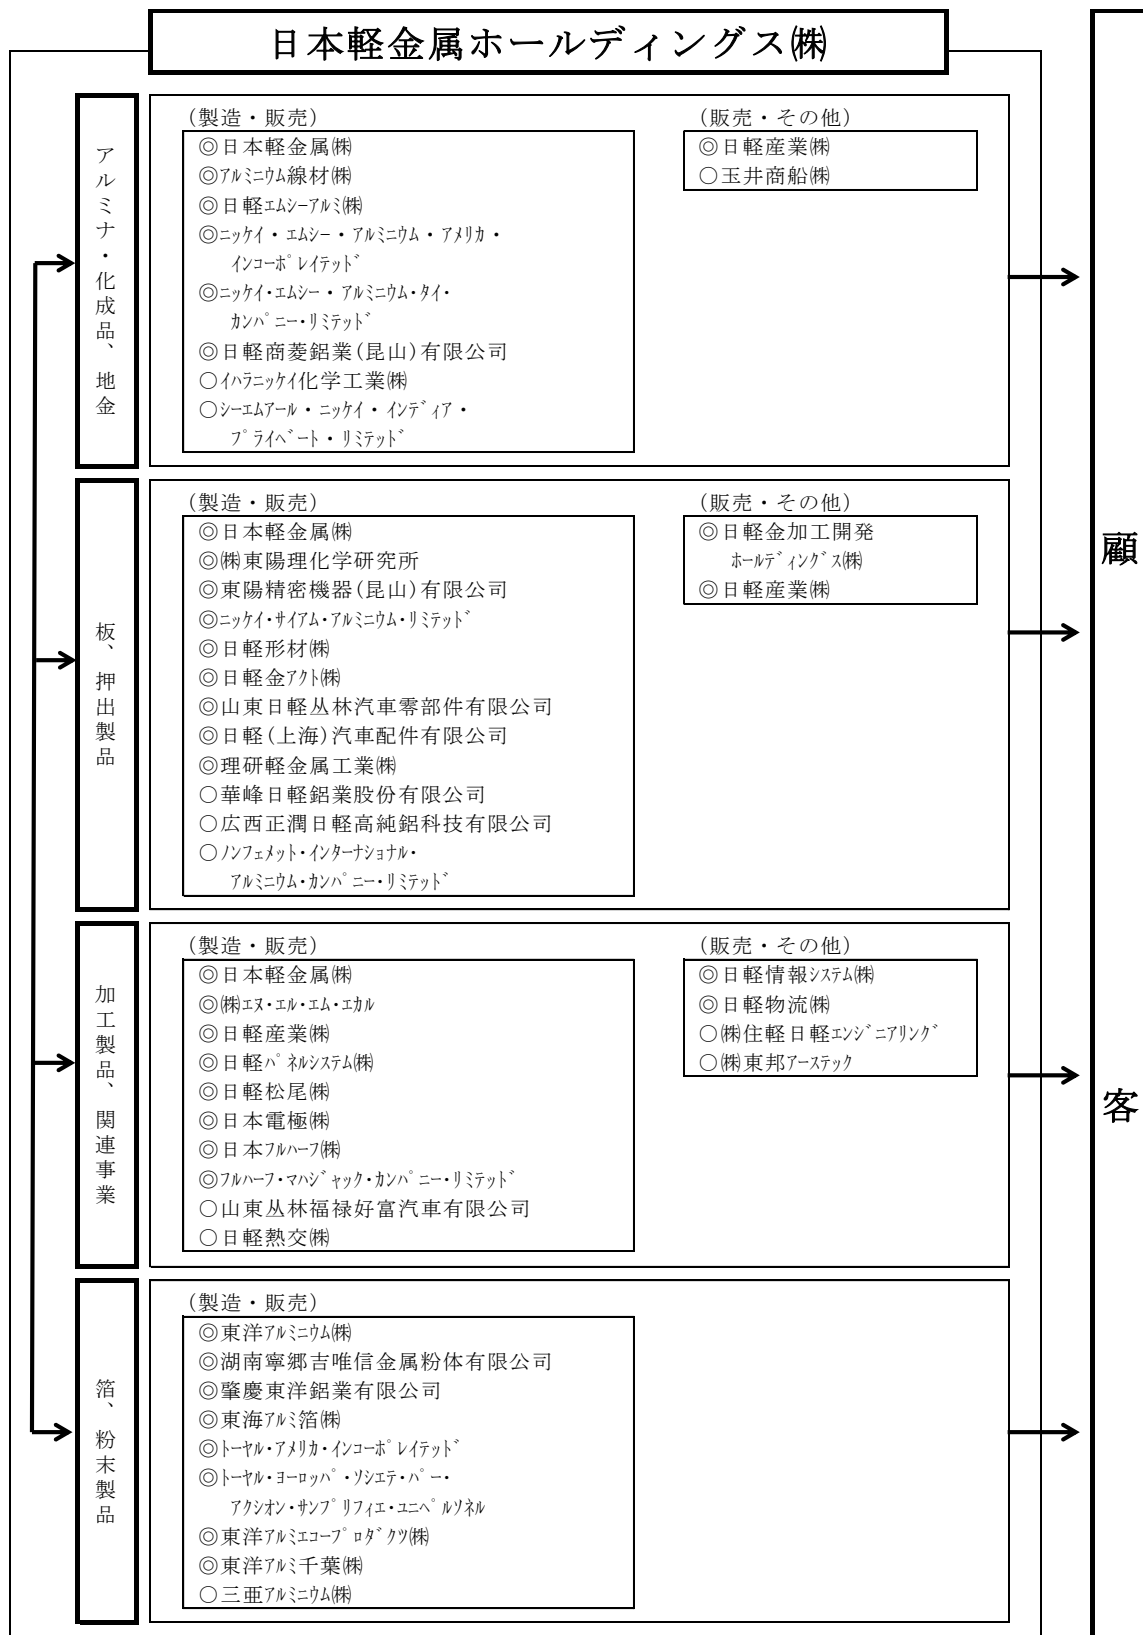 日本軽金属ホールディングス㈱
アルミナ・化成品、地金
(製造・販売)
◎日本軽金属㈱
◎ｱﾙﾐﾆｳﾑ線材㈱
◎日軽ｴﾑｼｰｱﾙﾐ㈱
◎ﾆｯｹｲ・ｴﾑｼｰ・ｱﾙﾐﾆｳﾑ・ｱﾒﾘｶ・
ｲﾝｺｰﾎﾟﾚｲﾃｯﾄﾞ
◎ﾆｯｹｲ・ｴﾑｼｰ・ｱﾙﾐﾆｳﾑ・ﾀｲ・
ｶﾝﾊﾟﾆｰ・ﾘﾐﾃｯﾄﾞ
◎日軽商菱鋁業(昆山)有限公司
○ｲﾊﾗﾆｯｹｲ化学工業㈱
○ｼｰｴﾑｱｰﾙ・ﾆｯｹｲ・ｲﾝﾃﾞｨｱ・
ﾌﾟﾗｲﾍﾞｰﾄ・ﾘﾐﾃｯﾄﾞ
(販売・その他)
◎日軽産業㈱
○玉井商船㈱
板、押出製品
(製造・販売)
◎日本軽金属㈱
◎㈱東陽理化学研究所
◎東陽精密機器(昆山)有限公司
◎ﾆｯｹｲ・ｻｲｱﾑ・ｱﾙﾐﾆｳﾑ・ﾘﾐﾃｯﾄﾞ
◎日軽形材㈱
◎日軽金ｱｸﾄ㈱
◎山東日軽丛林汽車零部件有限公司
◎日軽(上海)汽車配件有限公司
◎理研軽金属工業㈱
○華峰日軽鋁業股份有限公司
○広西正潤日軽高純鋁科技有限公司
○ﾉﾝﾌｪﾒｯﾄ・ｲﾝﾀｰﾅｼｮﾅﾙ・
ｱﾙﾐﾆｳﾑ・ｶﾝﾊﾟﾆｰ・ﾘﾐﾃｯﾄﾞ
(販売・その他)
◎日軽金加工開発
ﾎｰﾙﾃﾞｨﾝｸﾞｽ㈱
◎日軽産業㈱
加工製品、関連事業
(製造・販売)
◎日本軽金属㈱
◎㈱ｴﾇ・ｴﾙ・ｴﾑ・ｴｶﾙ
◎日軽産業㈱
◎日軽ﾊﾟﾈﾙｼｽﾃﾑ㈱
◎日軽松尾㈱
◎日本電極㈱
◎日本ﾌﾙﾊｰﾌ㈱
◎ﾌﾙﾊｰﾌ・ﾏﾊｼﾞｬｯｸ・ｶﾝﾊﾟﾆｰ・ﾘﾐﾃｯﾄﾞ
○山東丛林福禄好富汽車有限公司
○日軽熱交㈱
(販売・その他)
◎日軽情報ｼｽﾃﾑ㈱
◎日軽物流㈱
○㈱住軽日軽ｴﾝｼﾞﾆｱﾘﾝｸﾞ
○㈱東邦ｱｰｽﾃｯｸ
箔、粉末製品
(製造・販売)
◎東洋ｱﾙﾐﾆｳﾑ㈱
◎湖南寧郷吉唯信金属粉体有限公司
◎肇慶東洋鋁業有限公司
◎東海ｱﾙﾐ箔㈱
◎ﾄｰﾔﾙ・ｱﾒﾘｶ・ｲﾝｺｰﾎﾟﾚｲﾃｯﾄﾞ
◎ﾄｰﾔﾙ・ﾖｰﾛｯﾊﾟ・ｿｼｴﾃ・ﾊﾟｰ・
ｱｸｼｵﾝ・ｻﾝﾌﾟﾘﾌｨｴ・ﾕﾆﾍﾟﾙｿﾈﾙ
◎東洋ｱﾙﾐｴｺｰﾌﾟﾛﾀﾞｸﾂ㈱
◎東洋ｱﾙﾐ千葉㈱
○三亜ｱﾙﾐﾆｳﾑ㈱
顧客